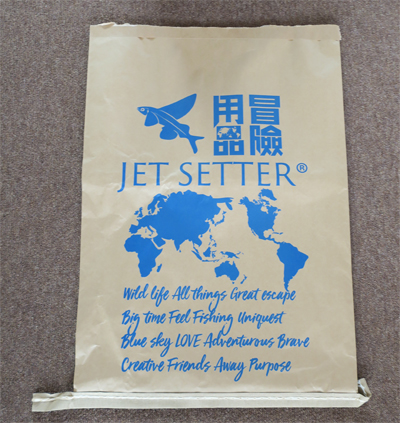 冒險
用品
JET SETTER®
Wild life All things Great escape
Big time Feel Fishing Uniquest
Blue sky LOVE Adventurous Brave
Creative Friends Away Purpose